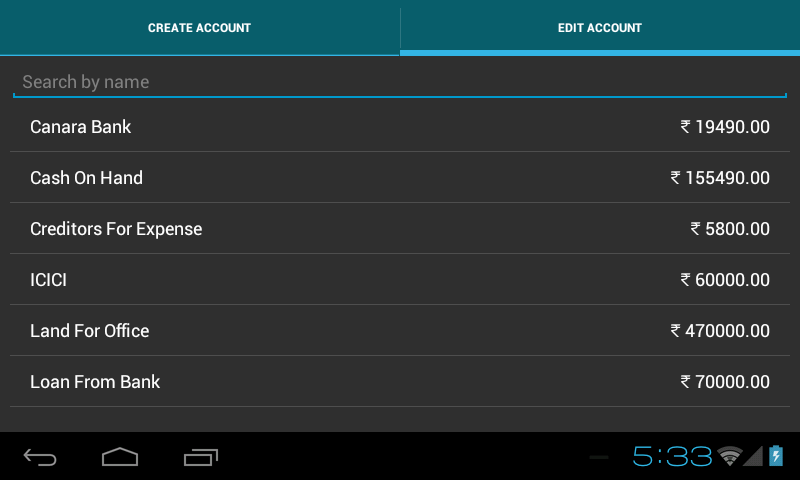 CREATE ACCOUNT EDIT ACCOUNT
Search by name
Canara Bank ₹ 19490.00
Cash On Hand ₹ 155490.00
Creditors For Expense ₹ 5800.00
ICICI ₹ 60000.00
Land For Office ₹ 470000.00
Loan From Bank ₹ 70000.00
5:33